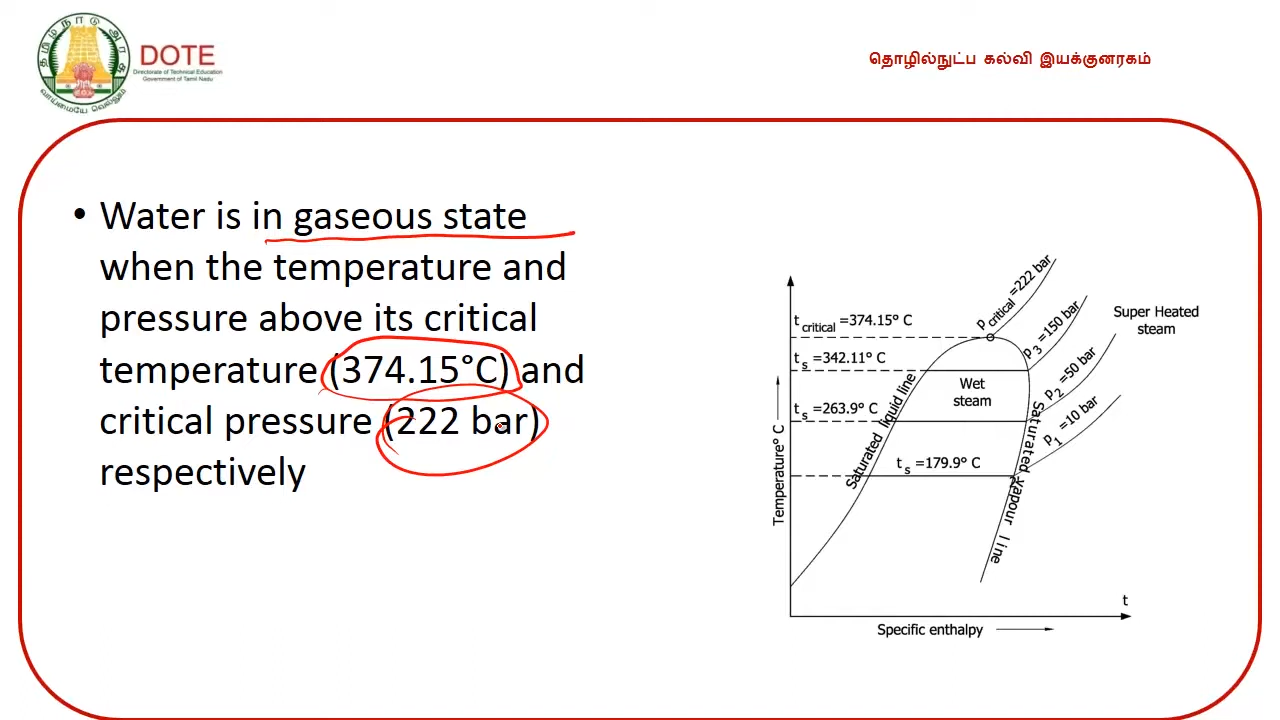 தமிழ்நாடு அரசு
வாய்மையே வெல்லும்
DOTE
Directorate of Technical Education
Government of Tamil Nadu
தொழில்நுட்ப கல்வி இயக்குனரகம்
• Water is in gaseous state
when the temperature and
pressure above its critical
temperature (374.15°C) and
critical pressure (222 bar)
respectively
t critical =374.15° C
t s =342.11° C
t s =263.9° C
t s =179.9° C
P critical =222 bar
P3 =150 bar
P2 =50 bar
P1 =10 bar
Super Heated
steam
Wet
steam
Saturated liquid line
Saturated vapour line
2
Temperature° C
t
Specific enthalpy